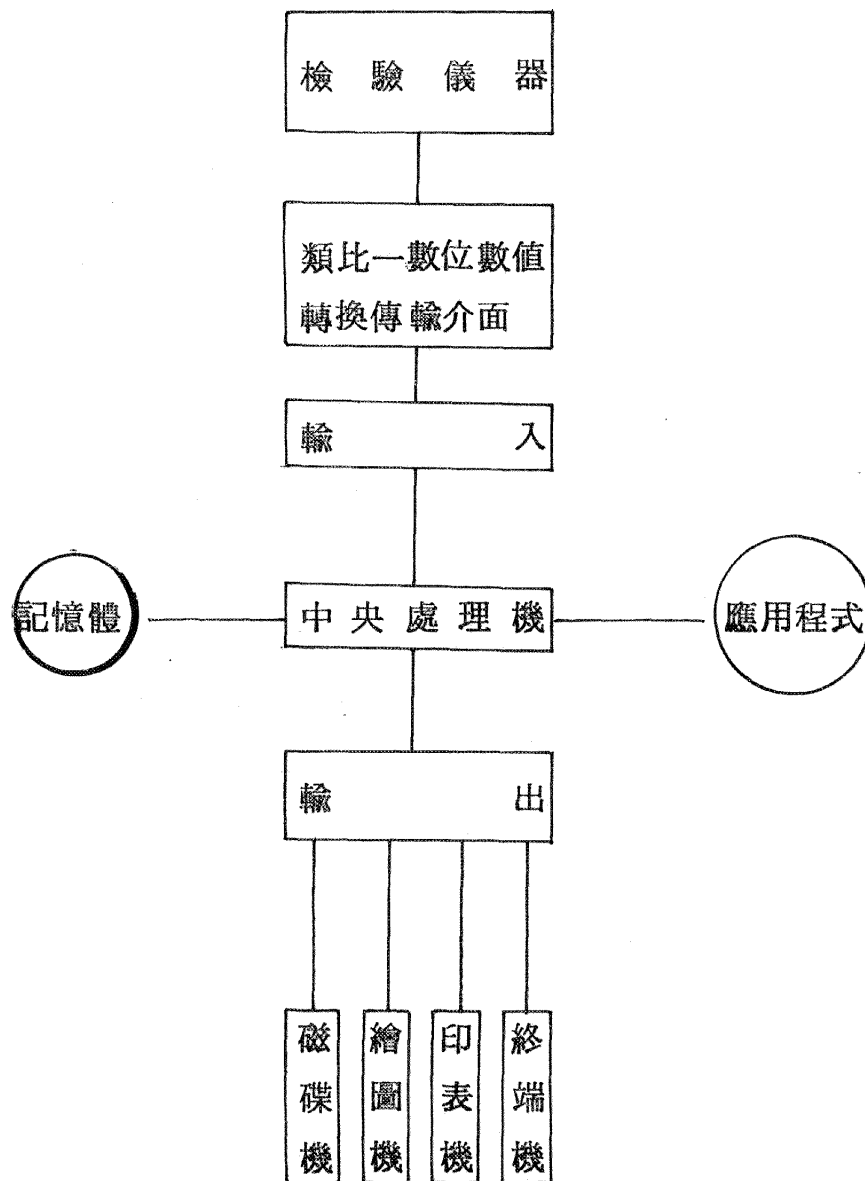 檢驗儀器
類比一數位數值
轉換傳輸介面
輸入
記憶體
中央處理機
應用程式
輸出
磁碟機
繪圖機
印表機
終端機